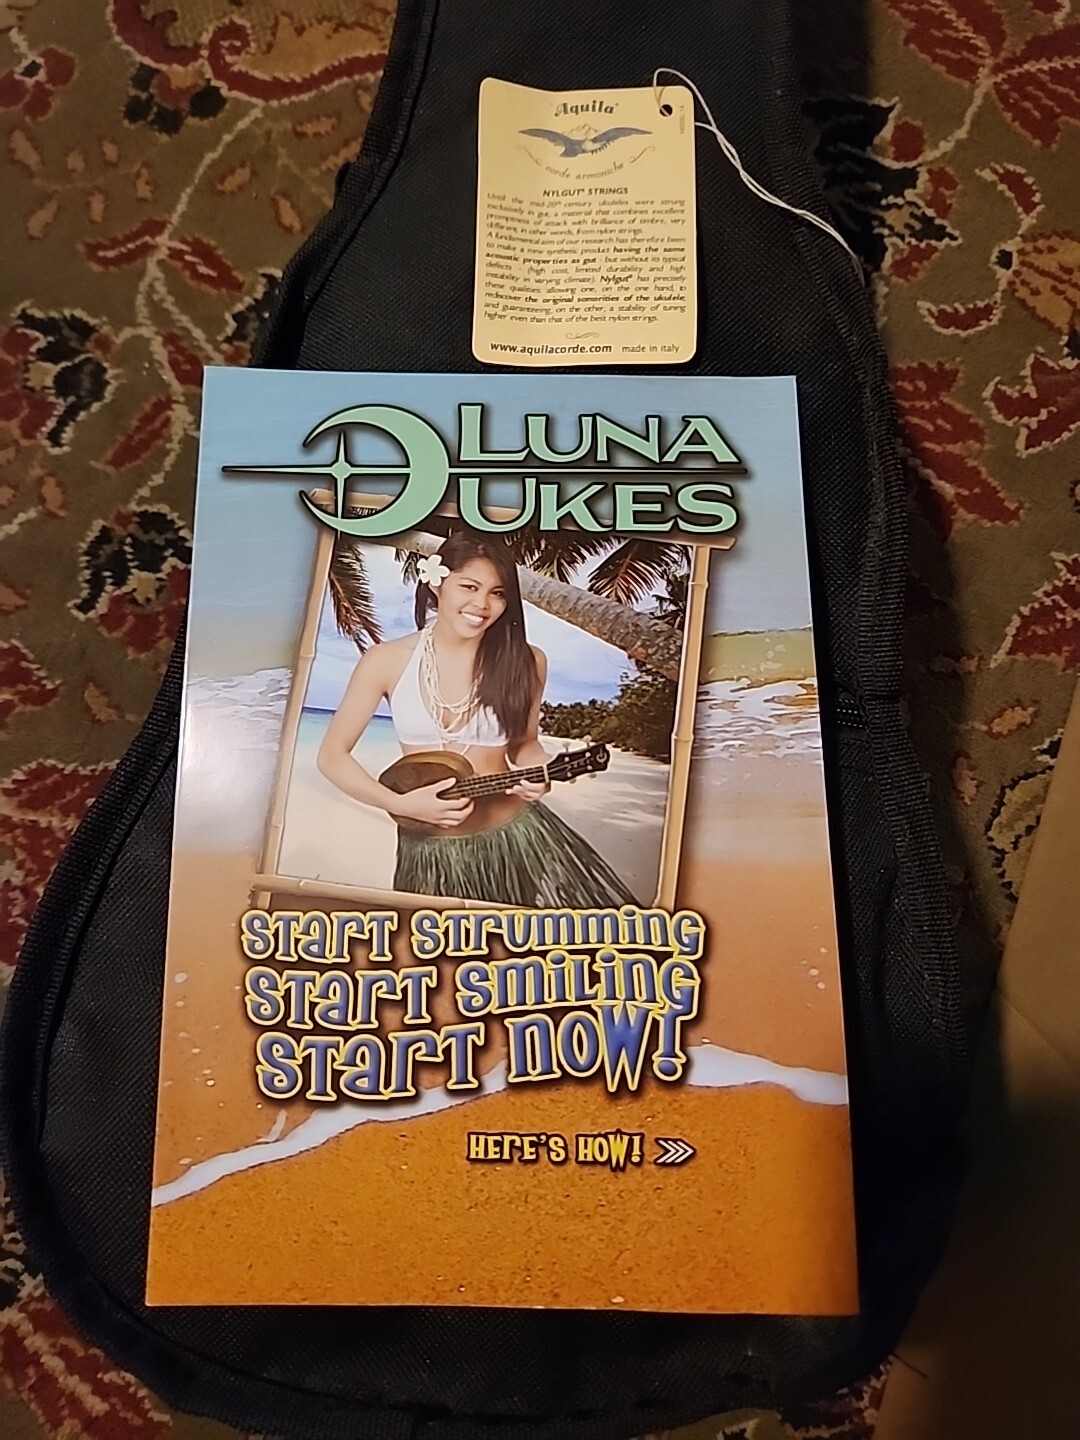 Aquila®
corde armoniche
NYLGUT® STRINGS
Until the mid-20th century ukuleles were strung
exclusively in gut, a material that combines excellent
promptness of attack with brilliance of timbre, very
different, in other words, from nylon strings.
A fundamental aim of our research has therefore been
to make a new synthetic product having the same
acoustic properties as gut - but without its typical
defects - (high cost, limited durability and high
instability in varying climate). Nylgut® has precisely
these qualities: allowing one, on the one hand, to
rediscover the original sonorities of the ukulele,
and guaranteeing, on the other, a stability of tuning
higher even than that of the best nylon strings.
www.aquilacorde.com made in italy
LUNA
UKES
START STRUMMING
START SMILING
START NOW!
HERE'S HOW!